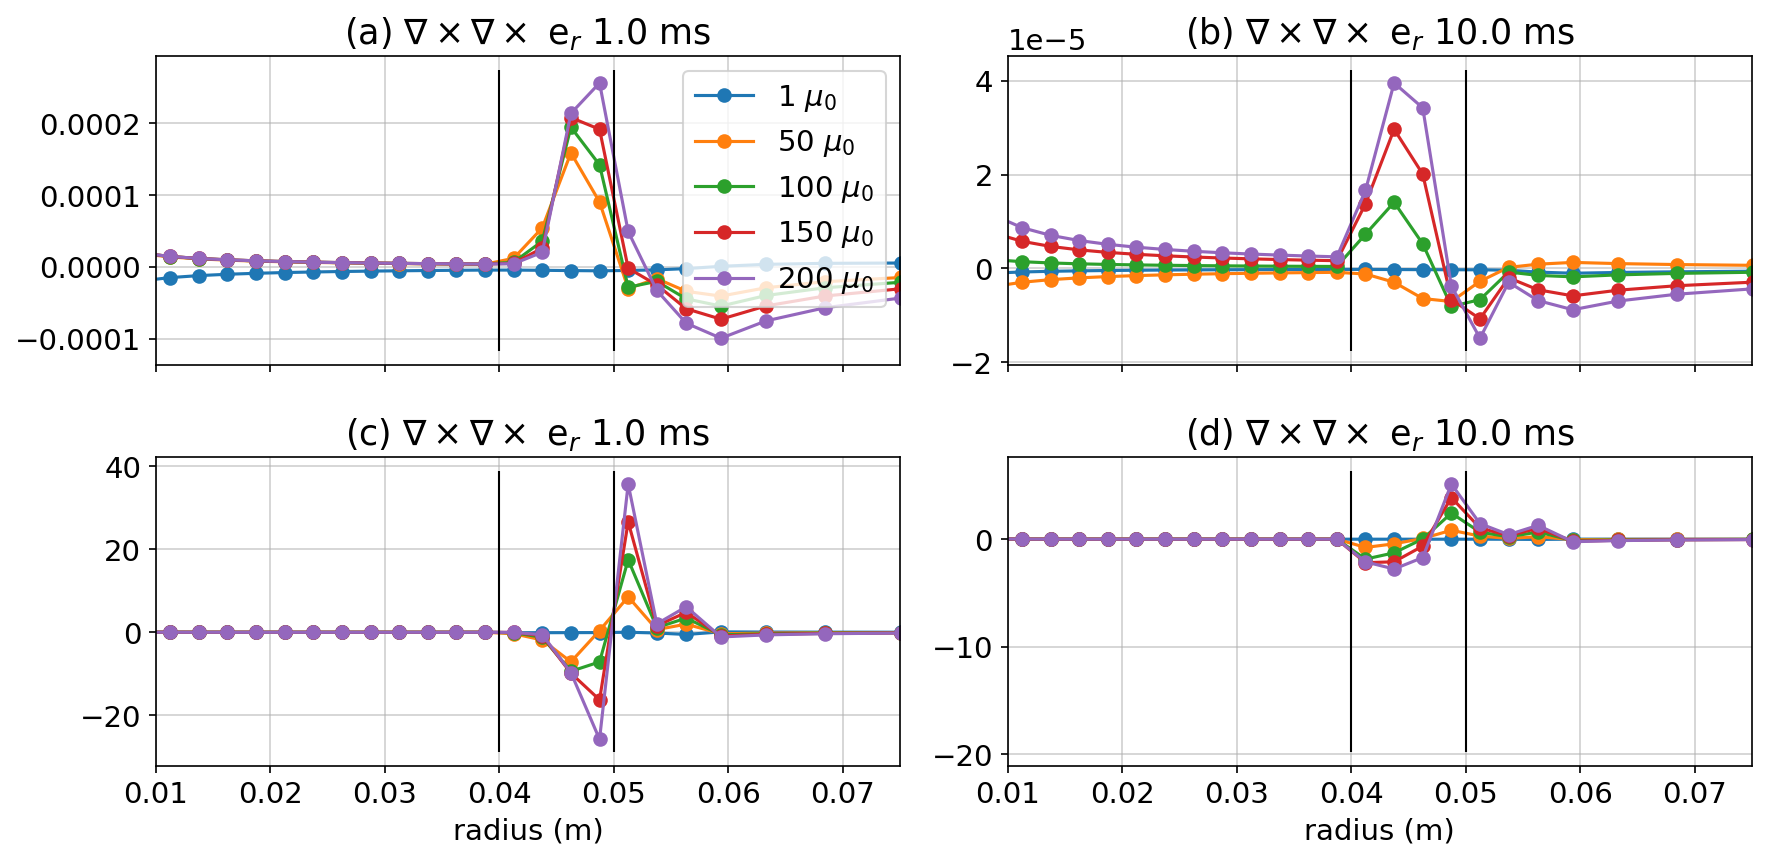 (a) ∇ × ∇ × e_r 1.0 ms
0.0002
0.0001
0.0000
−0.0001
1 μ₀
50 μ₀
100 μ₀
150 μ₀
200 μ₀
(b) ∇ × ∇ × e_r 10.0 ms
1e−5
4
2
0
−2
(c) ∇ × ∇ × e_r 1.0 ms
40
20
0
−20
0.01 0.02 0.03 0.04 0.05 0.06 0.07
radius (m)
(d) ∇ × ∇ × e_r 10.0 ms
0
−10
−20
0.01 0.02 0.03 0.04 0.05 0.06 0.07
radius (m)